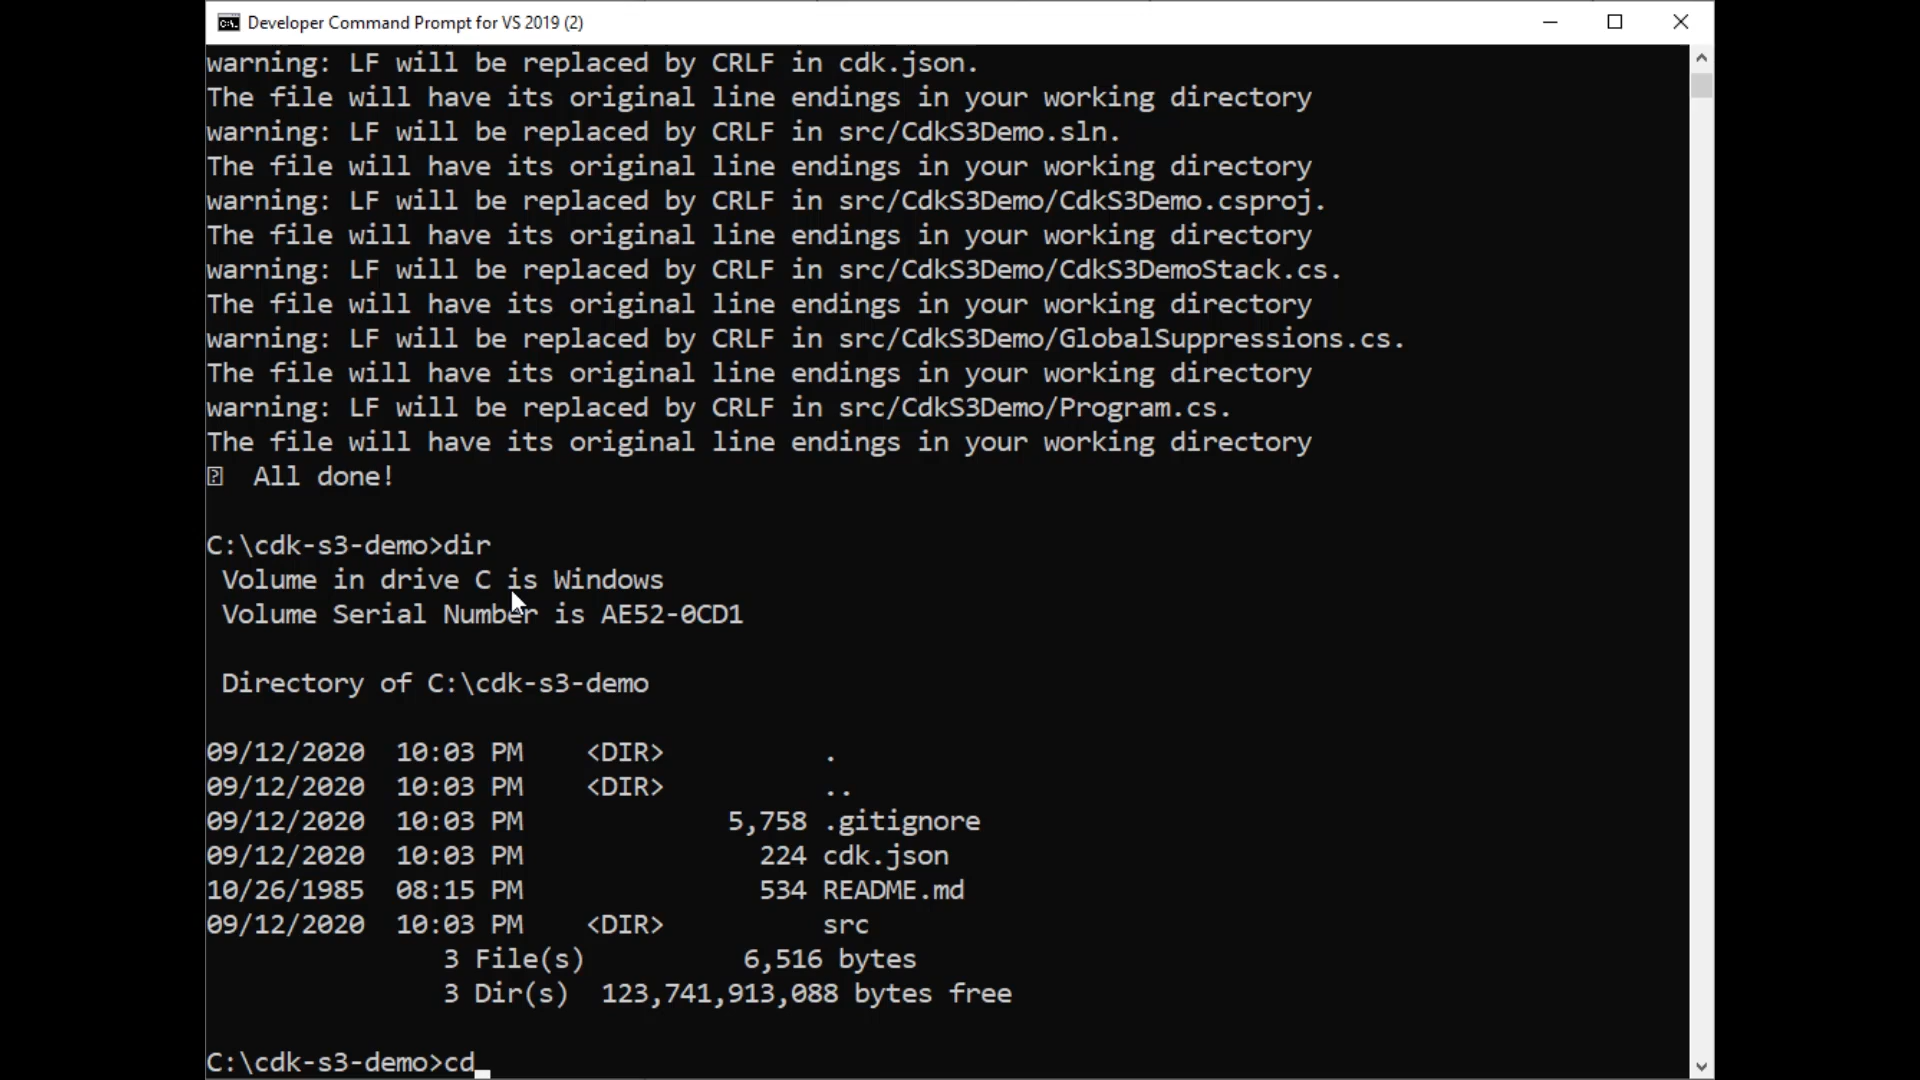 Developer Command Prompt for VS 2019 (2)
warning: LF will be replaced by CRLF in cdk.json.
The file will have its original line endings in your working directory
warning: LF will be replaced by CRLF in src/CdkS3Demo.sln.
The file will have its original line endings in your working directory
warning: LF will be replaced by CRLF in src/CdkS3Demo/CdkS3Demo.csproj.
The file will have its original line endings in your working directory
warning: LF will be replaced by CRLF in src/CdkS3Demo/CdkS3DemoStack.cs.
The file will have its original line endings in your working directory
warning: LF will be replaced by CRLF in src/CdkS3Demo/GlobalSuppressions.cs.
The file will have its original line endings in your working directory
warning: LF will be replaced by CRLF in src/CdkS3Demo/Program.cs.
The file will have its original line endings in your working directory
All done!
C:\cdk-s3-demo>dir
Volume in drive C is Windows
Volume Serial Number is AE52-0CD1
Directory of C:\cdk-s3-demo
09/12/2020  10:03 PM    <DIR>          .
09/12/2020  10:03 PM    <DIR>          ..
09/12/2020  10:03 PM             5,758 .gitignore
09/12/2020  10:03 PM               224 cdk.json
10/26/1985  08:15 PM               534 README.md
09/12/2020  10:03 PM    <DIR>          src
3 File(s)          6,516 bytes
3 Dir(s)  123,741,913,088 bytes free
C:\cdk-s3-demo>cd